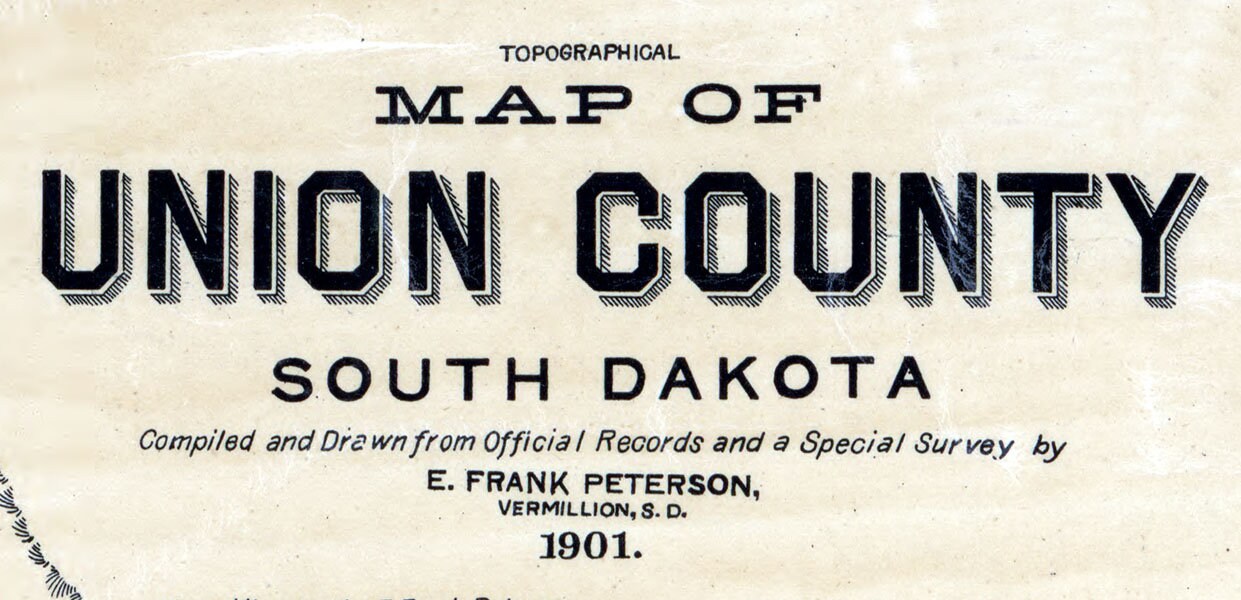 TOPOGRAPHICAL
MAP OF
UNION COUNTY
SOUTH DAKOTA
Compiled and Drawn from Official Records and a Special Survey by
E. FRANK PETERSON,
VERMILLION, S. D.
1901.